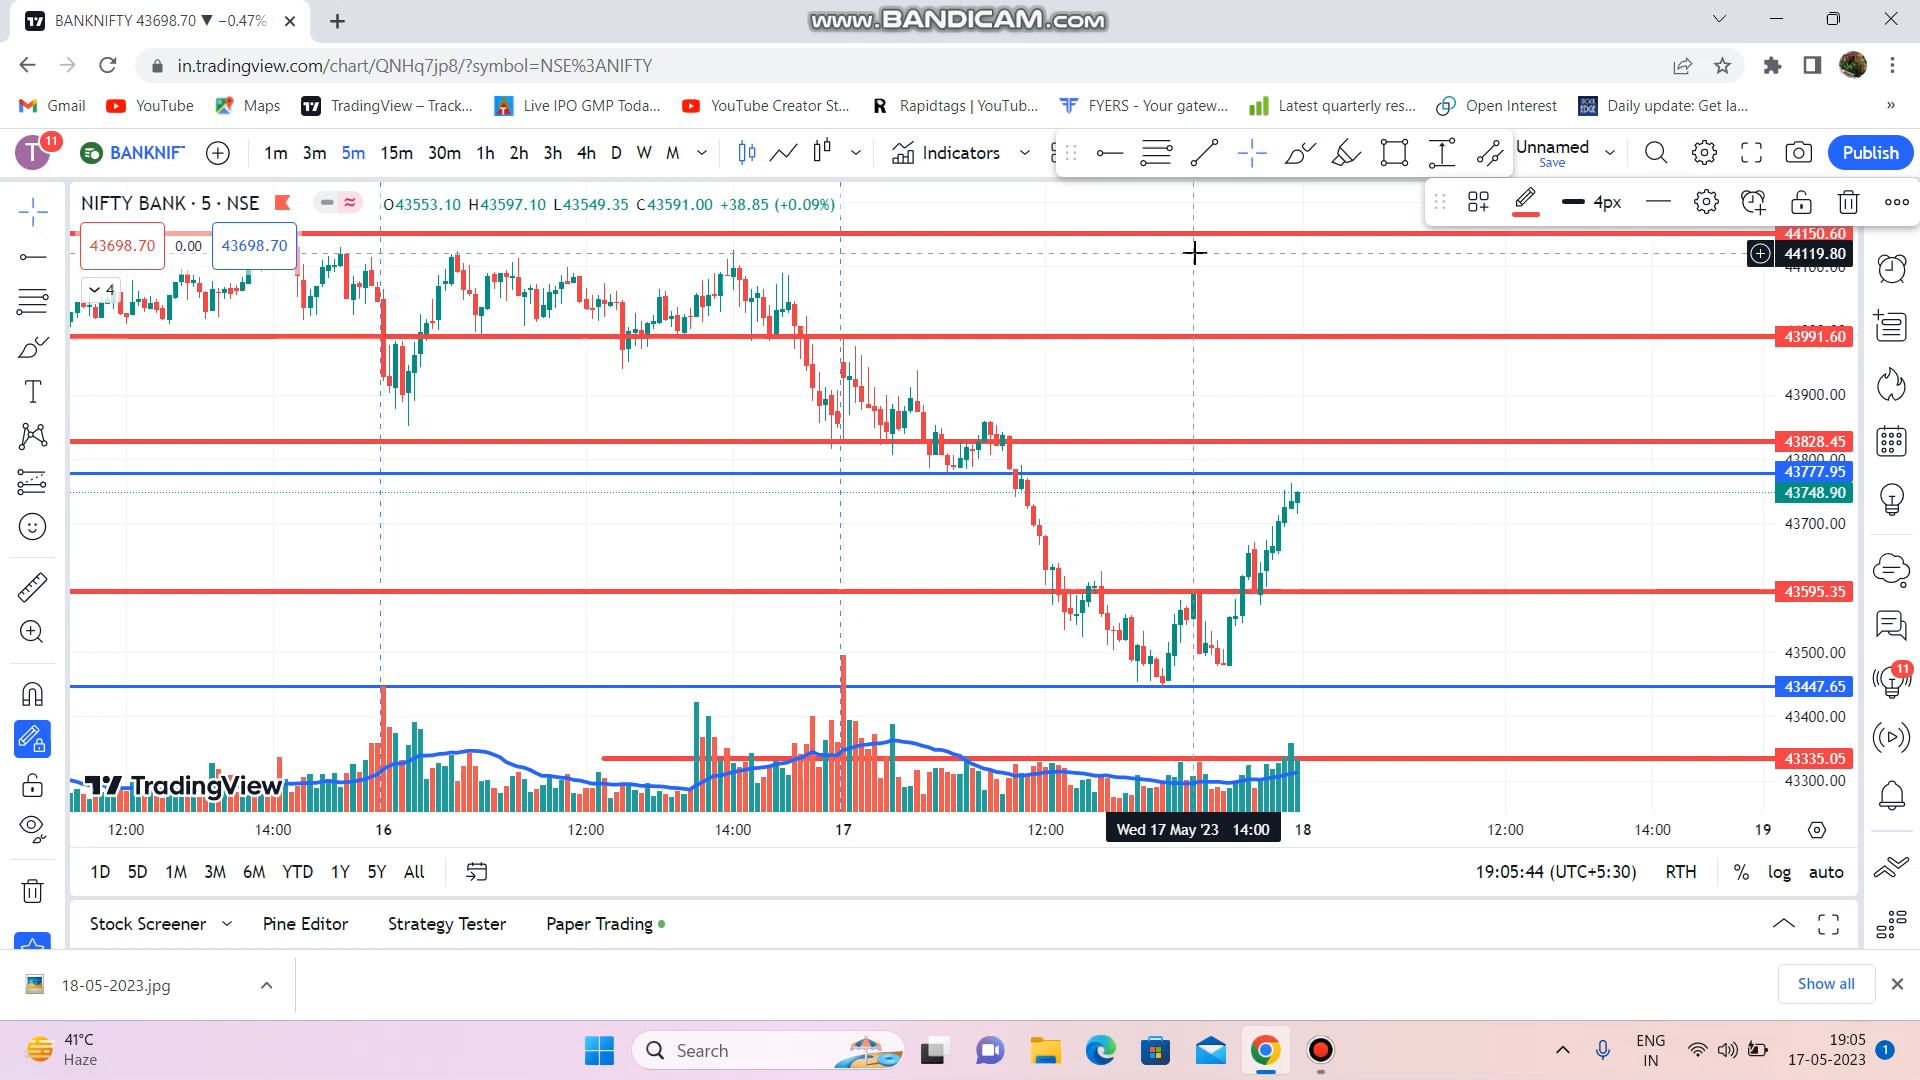 BANKNIFTY 43698.70 ▼ −0.47%
www.BANDICAM.com
in.tradingview.com/chart/QNHq7jp8/?symbol=NSE%3ANIFTY
Gmail YouTube Maps TradingView – Track... Live IPO GMP Toda... YouTube Creator St... Rapidtags | YouTub... FYERS - Your gatew... Latest quarterly res... Open Interest Daily update: Get la... »
T 11 BANKNIF 1m 3m 5m 15m 30m 1h 2h 3h 4h D W M Indicators Unnamed Save Publish
NIFTY BANK · 5 · NSE O43553.10 H43597.10 L43549.35 C43591.00 +38.85 (+0.09%)
4px
43698.70 0.00 43698.70
4
44150.60
44119.80
43991.60
43900.00
43828.45
43777.95
43748.90
43700.00
43595.35
43500.00
43447.65
43400.00
43335.05
43300.00
11
TradingView
12:00 14:00 16 12:00 14:00 17 12:00 Wed 17 May '23 14:00 18 12:00 14:00 19
1D 5D 1M 3M 6M YTD 1Y 5Y All 19:05:44 (UTC+5:30) RTH % log auto
Stock Screener Pine Editor Strategy Tester Paper Trading
18-05-2023.jpg Show all
41°C
Haze
Search
ENG
IN
19:05
17-05-2023
1